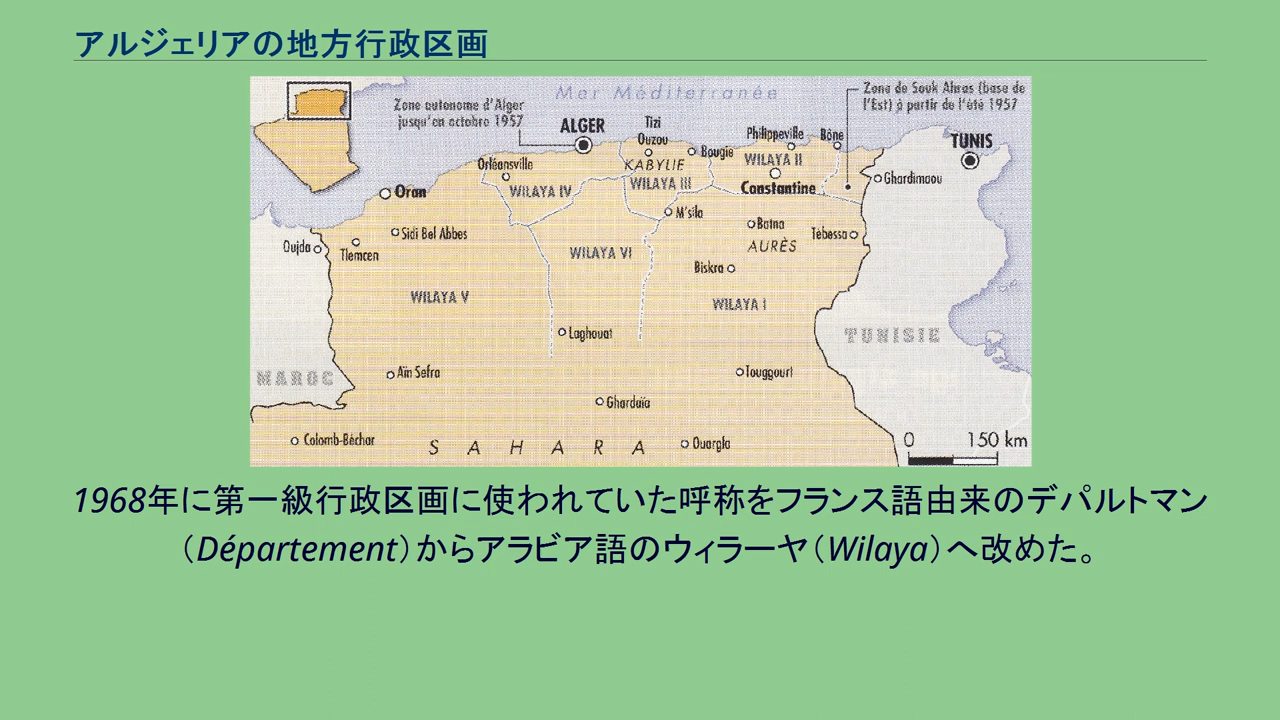 アルジェリアの地方行政区画
Mer Méditerranée
Zone autonome d'Alger
jusqu'en octobre 1957
Zone de Souk Ahras (base de
l'Est) à partir de l'été 1957
ALGER
Tizi
Ouzou
Bougie
Philippeville
Bône
TUNIS
Orléansville
KABYLIE
WILAYA II
Ghardimaou
Oran
WILAYA IV
WILAYA III
Constantine
M'sila
Sidi Bel Abbes
Batna
Tébessa
Oujda
Tlemcen
WILAYA VI
AURÈS
Biskra
WILAYA V
WILAYA I
Laghouat
TUNISIE
MAROC
Aïn Sefra
Touggourt
Ghardaïa
Colomb-Béchar
SAHARA
Ouargla
0 150 km
1968年に第一級行政区画に使われていた呼称をフランス語由来のデパルトマン
（Département）からアラビア語のウィラーヤ（Wilaya）へ改めた。